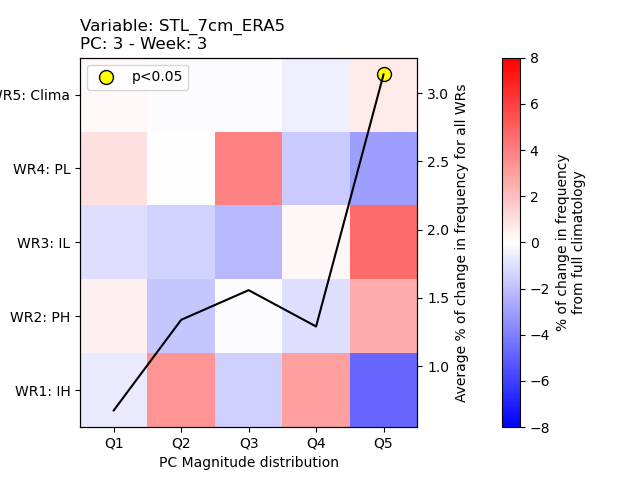 Variable: STL_7cm_ERA5
PC: 3 - Week: 3
p<0.05
WR5: Clima
WR4: PL
WR3: IL
WR2: PH
WR1: IH
Q1 Q2 Q3 Q4 Q5
PC Magnitude distribution
3.0
2.5
2.0
1.5
1.0
Average % of change in frequency for all WRs
8
6
4
2
0
−2
−4
−6
−8
% of change in frequency
from full climatology